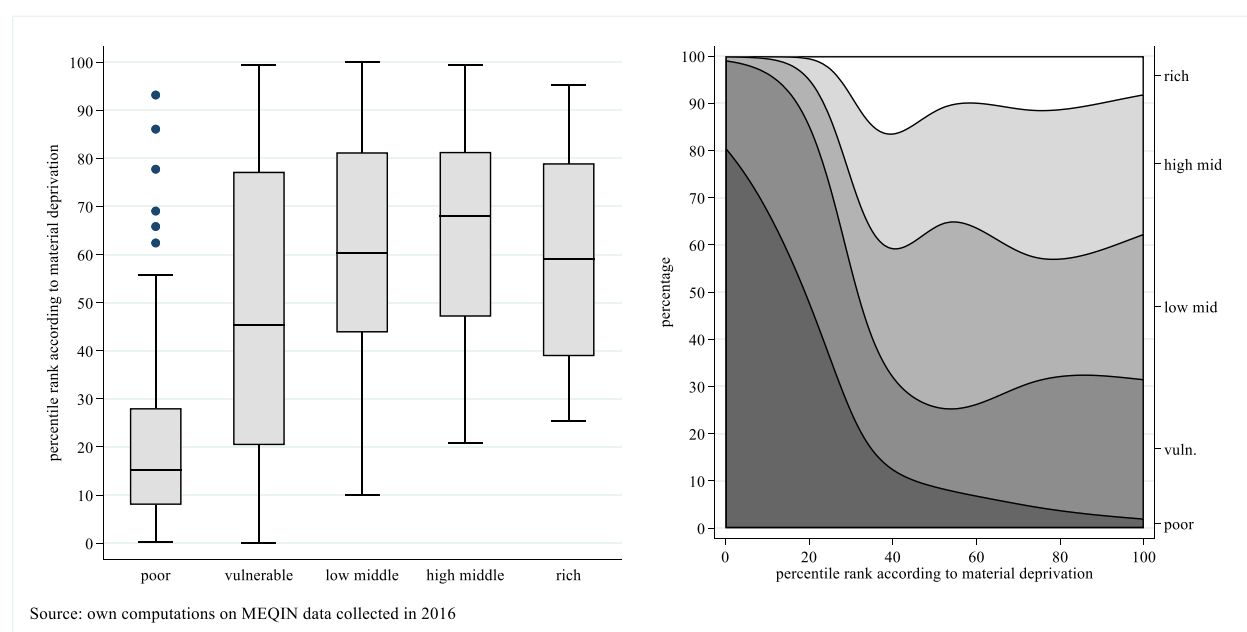 percentile rank according to material deprivation
100
90
80
70
60
50
40
30
20
10
0
poor
vulnerable
low middle
high middle
rich
percentage
100
90
80
70
60
50
40
30
20
10
0
rich
high mid
low mid
vuln.
poor
0
20
40
60
80
100
percentile rank according to material deprivation
Source: own computations on MEQIN data collected in 2016